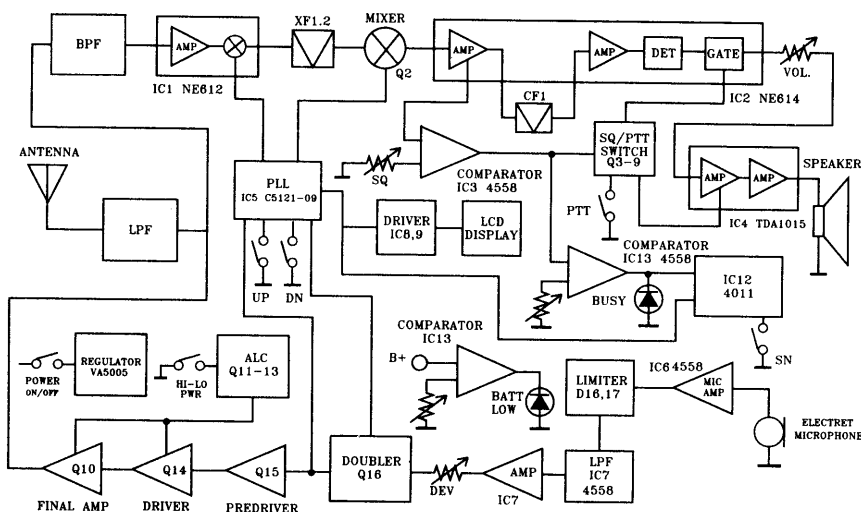 BPF
AMP
IC1 NE612
XF1.2
MIXER
Q2
AMP
CF1
AMP
DET
GATE
IC2 NE614
VOL.
ANTENNA
LPF
PLL
IC5 C5121-09
UP
DN
SQ
COMPARATOR
IC3 4558
SQ/PTT
SWITCH
Q3-9
PTT
AMP
AMP
IC4 TDA1015
SPEAKER
DRIVER
IC8,9
LCD
DISPLAY
COMPARATOR
IC13 4558
BUSY
IC12
4011
SN
POWER
ON/OFF
REGULATOR
VA5005
HI-LO
PWR
ALC
Q11-13
COMPARATOR
IC13
B+
BATT
LOW
LIMITER
D16,17
IC64558
MIC
AMP
ELECTRET
MICROPHONE
Q10
FINAL AMP
Q14
DRIVER
Q15
PREDRIVER
DOUBLER
Q16
DEV
AMP
IC7
LPF
IC7
4558